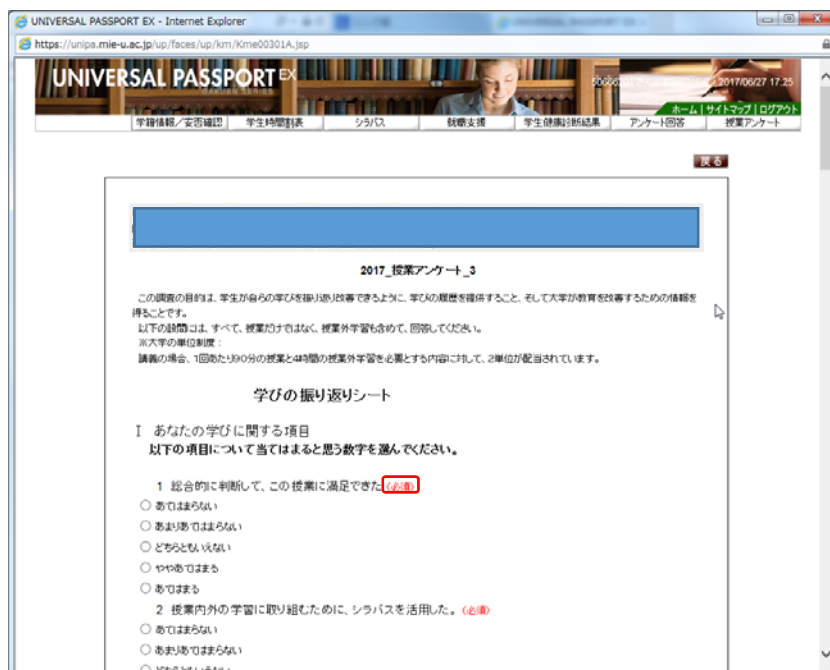 UNIVERSAL PASSPORT EX - Internet Explorer
https://unipa.mie-u.ac.jp/up/faces/up/km/Kme00301A.jsp
UNIVERSAL PASSPORT EX
GAKUEN SERIES
2017/06/27 17:25
ホーム | サイトマップ | ログアウト
学籍情報/安否確認 学生時間割表 シラバス 就職支援 学生健康診断結果 アンケート回答 授業アンケート
戻る
2017_授業アンケート_3
この調査の目的は、学生が自らの学びを振り返り改善できるように、学びの履歴を提供すること、そして大学が教育を改善するための情報を
得ることです。
以下の設問には、すべて、授業だけではなく、授業外学習も含めて、回答してください。
※大学の単位制度:
講義の場合、1回あたり90分の授業と4時間の授業外学習を必要とする内容に対して、2単位が配当されています。
学びの振り返りシート
Ⅰ あなたの学びに関する項目
以下の項目について当てはまると思う数字を選んでください。
1 総合的に判断して、この授業に満足できた (必須)
あてはまらない
あまりあてはまらない
どちらともいえない
ややあてはまる
あてはまる
2 授業内外の学習に取り組むために、シラバスを活用した。(必須)
あてはまらない
あまりあてはまらない
どちらともいえない